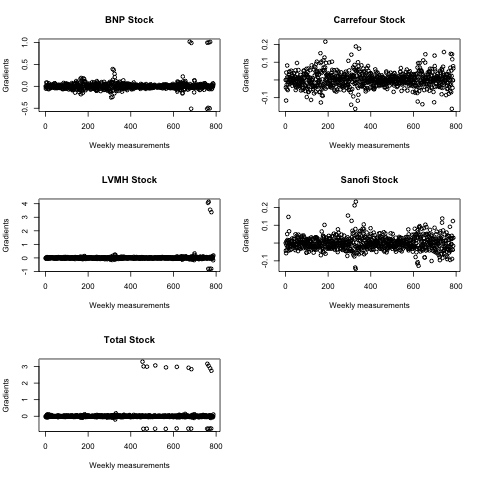 BNP Stock
Gradients
-0.5 0.0 0.5 1.0
0 200 400 600 800
Weekly measurements
Carrefour Stock
Gradients
-0.1 0.1 0.2
0 200 400 600 800
Weekly measurements
LVMH Stock
Gradients
-1 0 1 2 3 4
0 200 400 600 800
Weekly measurements
Sanofi Stock
Gradients
-0.1 0.1 0.2
0 200 400 600 800
Weekly measurements
Total Stock
Gradients
0 1 2 3
0 200 400 600 800
Weekly measurements